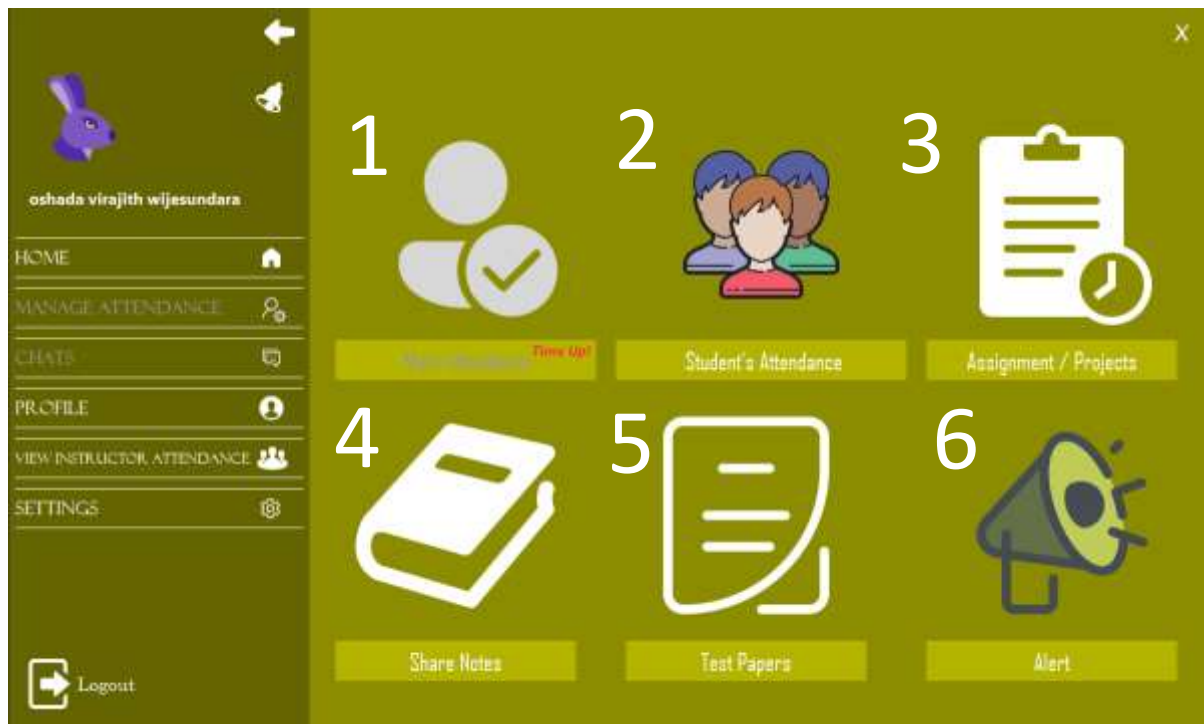 X
oshada virajith wijesundara
HOME
MANAGE ATTENDANCE
CHATS
PROFILE
VIEW INSTRUCTOR ATTENDANCE
SETTINGS
Logout
1
2
3
Time Up!
Student's Attendance
Assignment / Projects
4
5
6
Share Notes
Test Papers
Alert